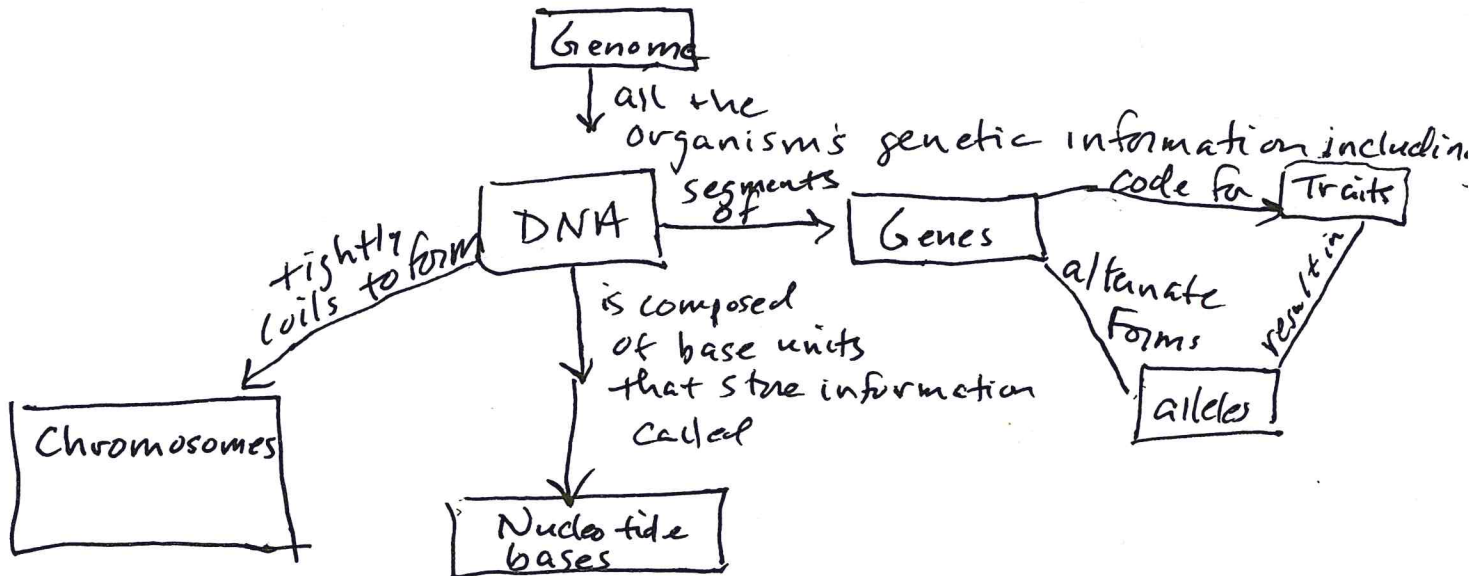 Genome
all the
organism's genetic information including
DNA
segments
of
Genes
code for
Traits
alternate
Forms
alleles
result in
tightly
coils to form
Chromosomes
is composed
of base units
that store information
called
Nucleotide
bases